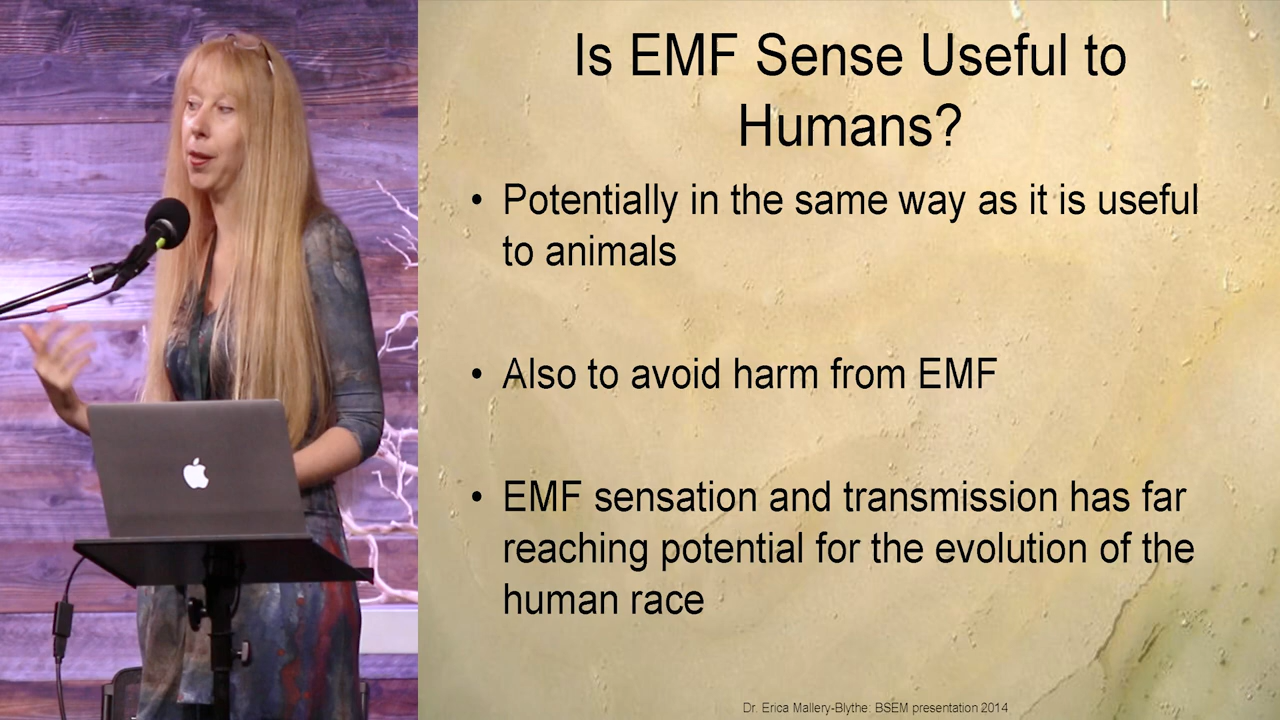 Is EMF Sense Useful to
Humans?
• Potentially in the same way as it is useful
to animals
• Also to avoid harm from EMF
• EMF sensation and transmission has far
reaching potential for the evolution of the
human race
Dr. Erica Mallery-Blythe: BSEM presentation 2014